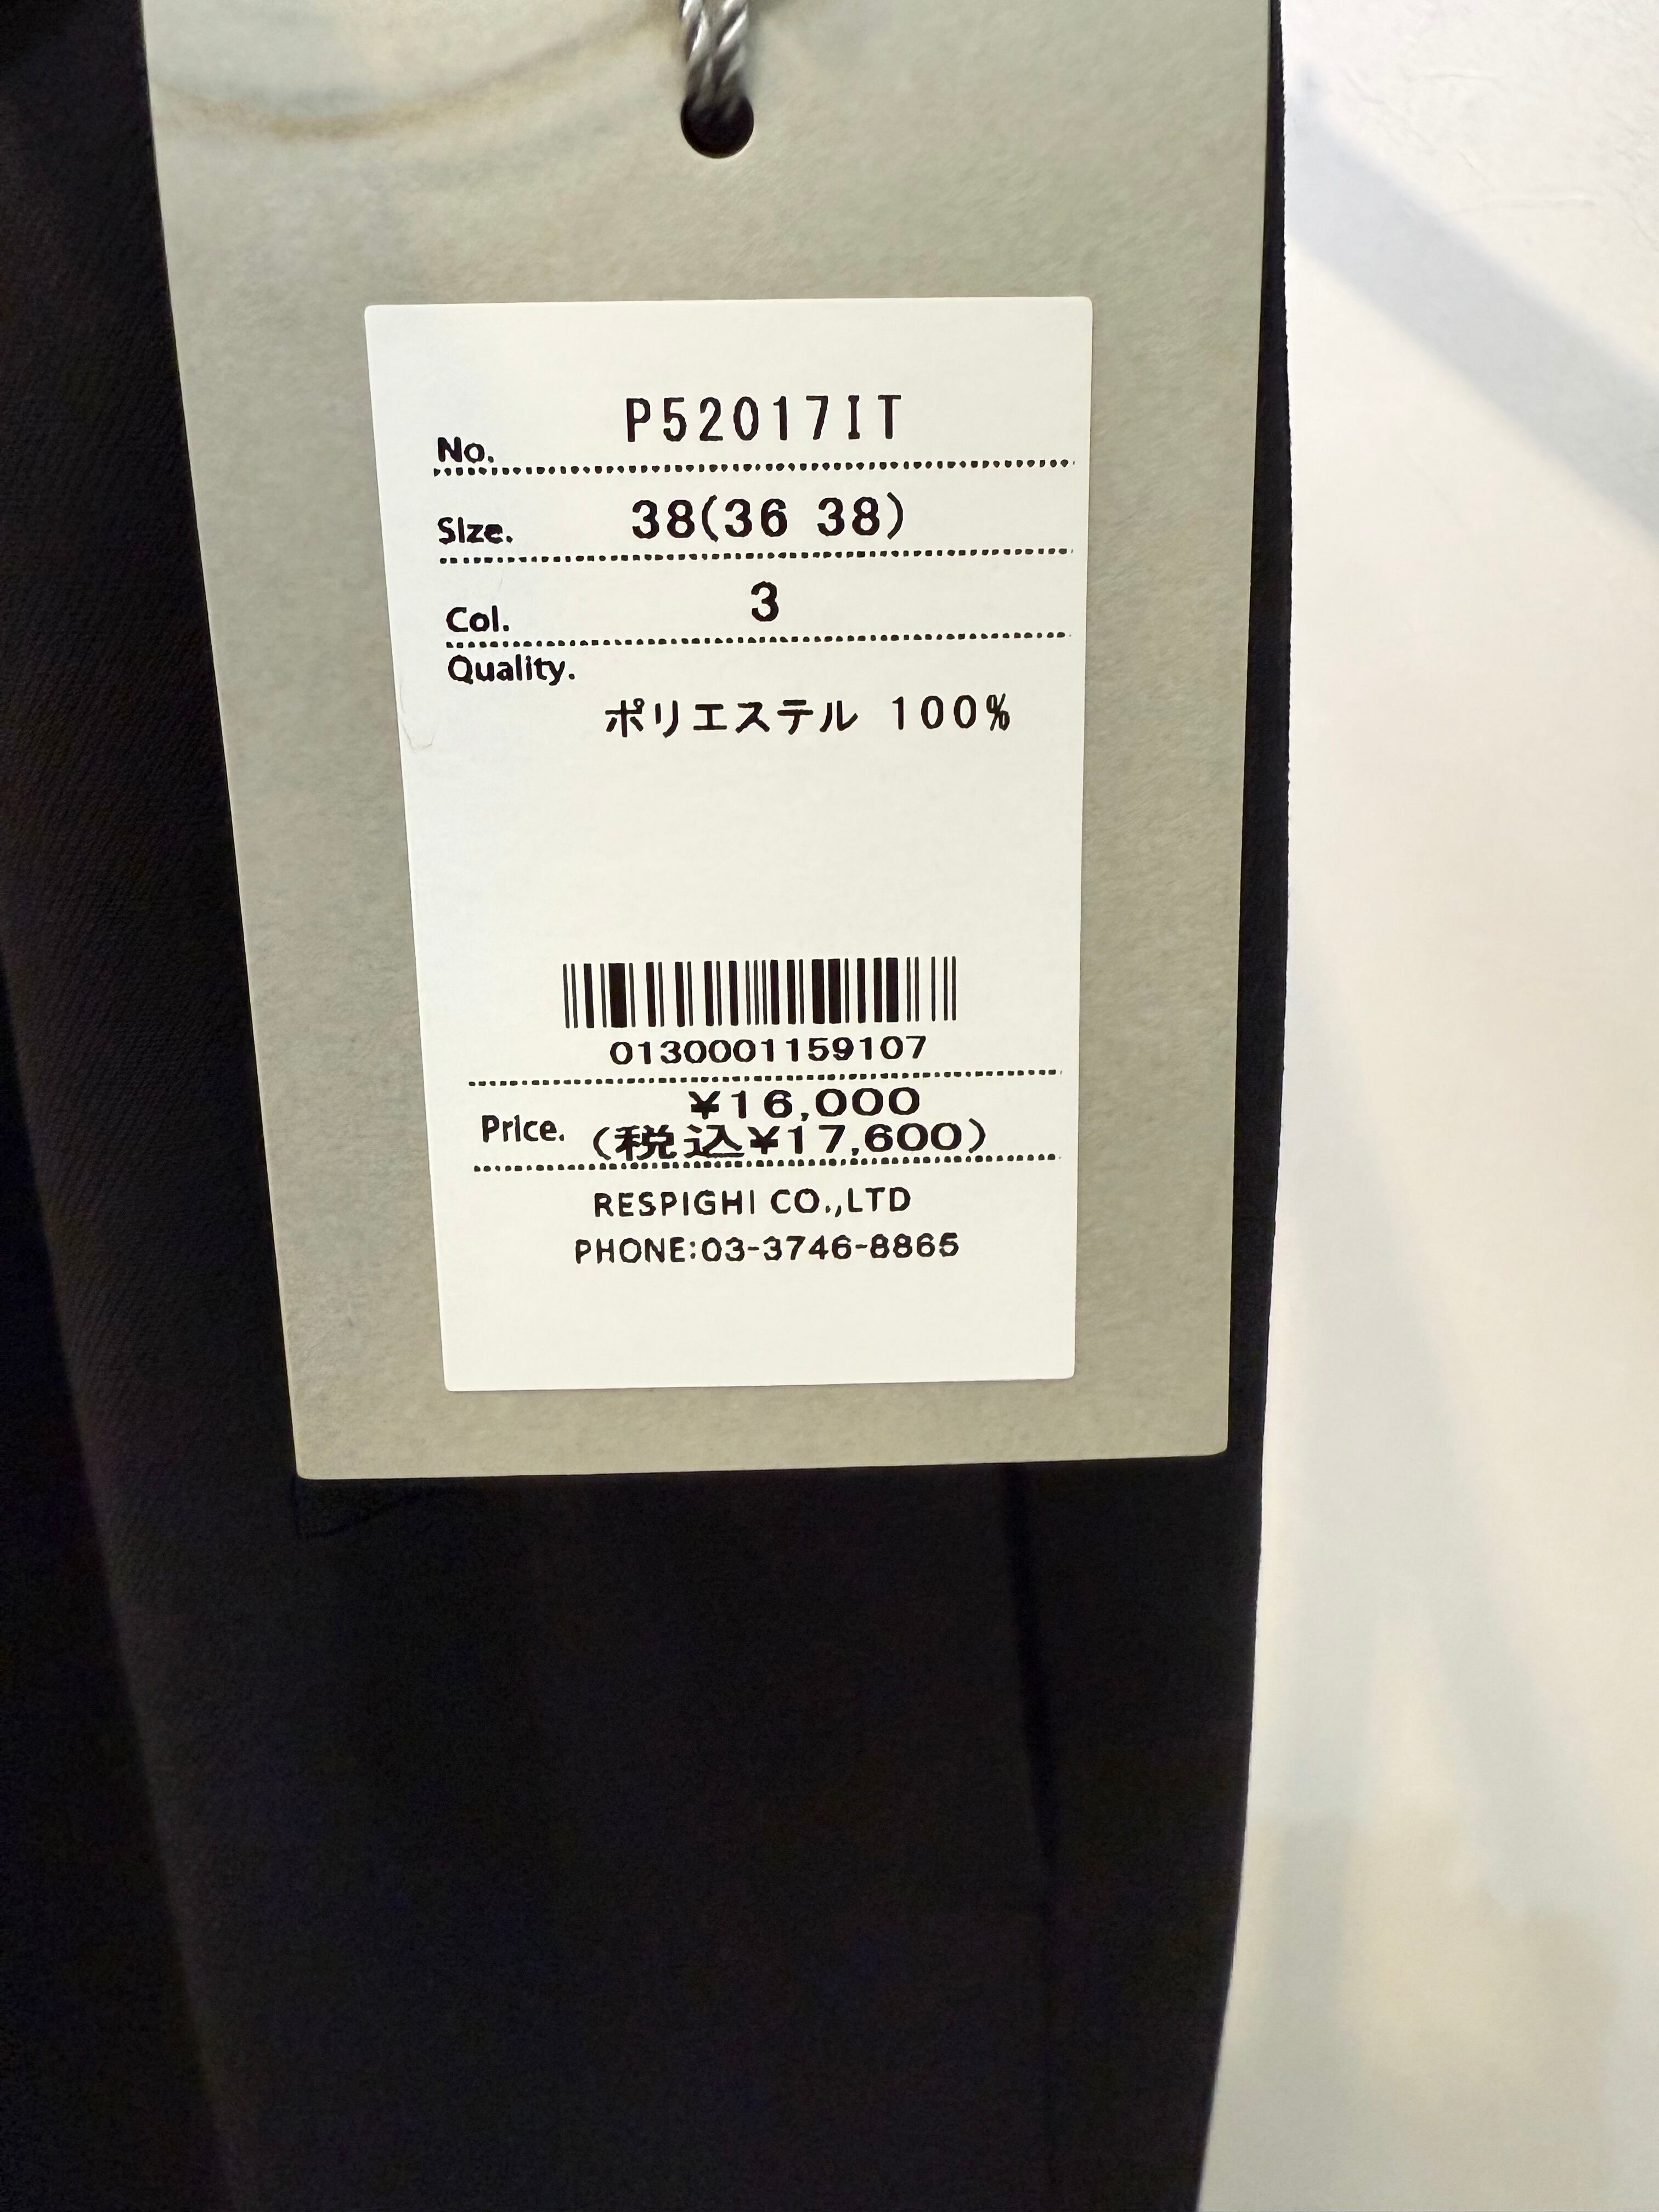 No. P52017IT
Size. 38(36 38)
Col. 3
Quality.
ポリエステル 100%
0130001159107
¥16,000
Price. (税込¥17,600)
RESPIGHI CO.,LTD
PHONE:03-3746-8865